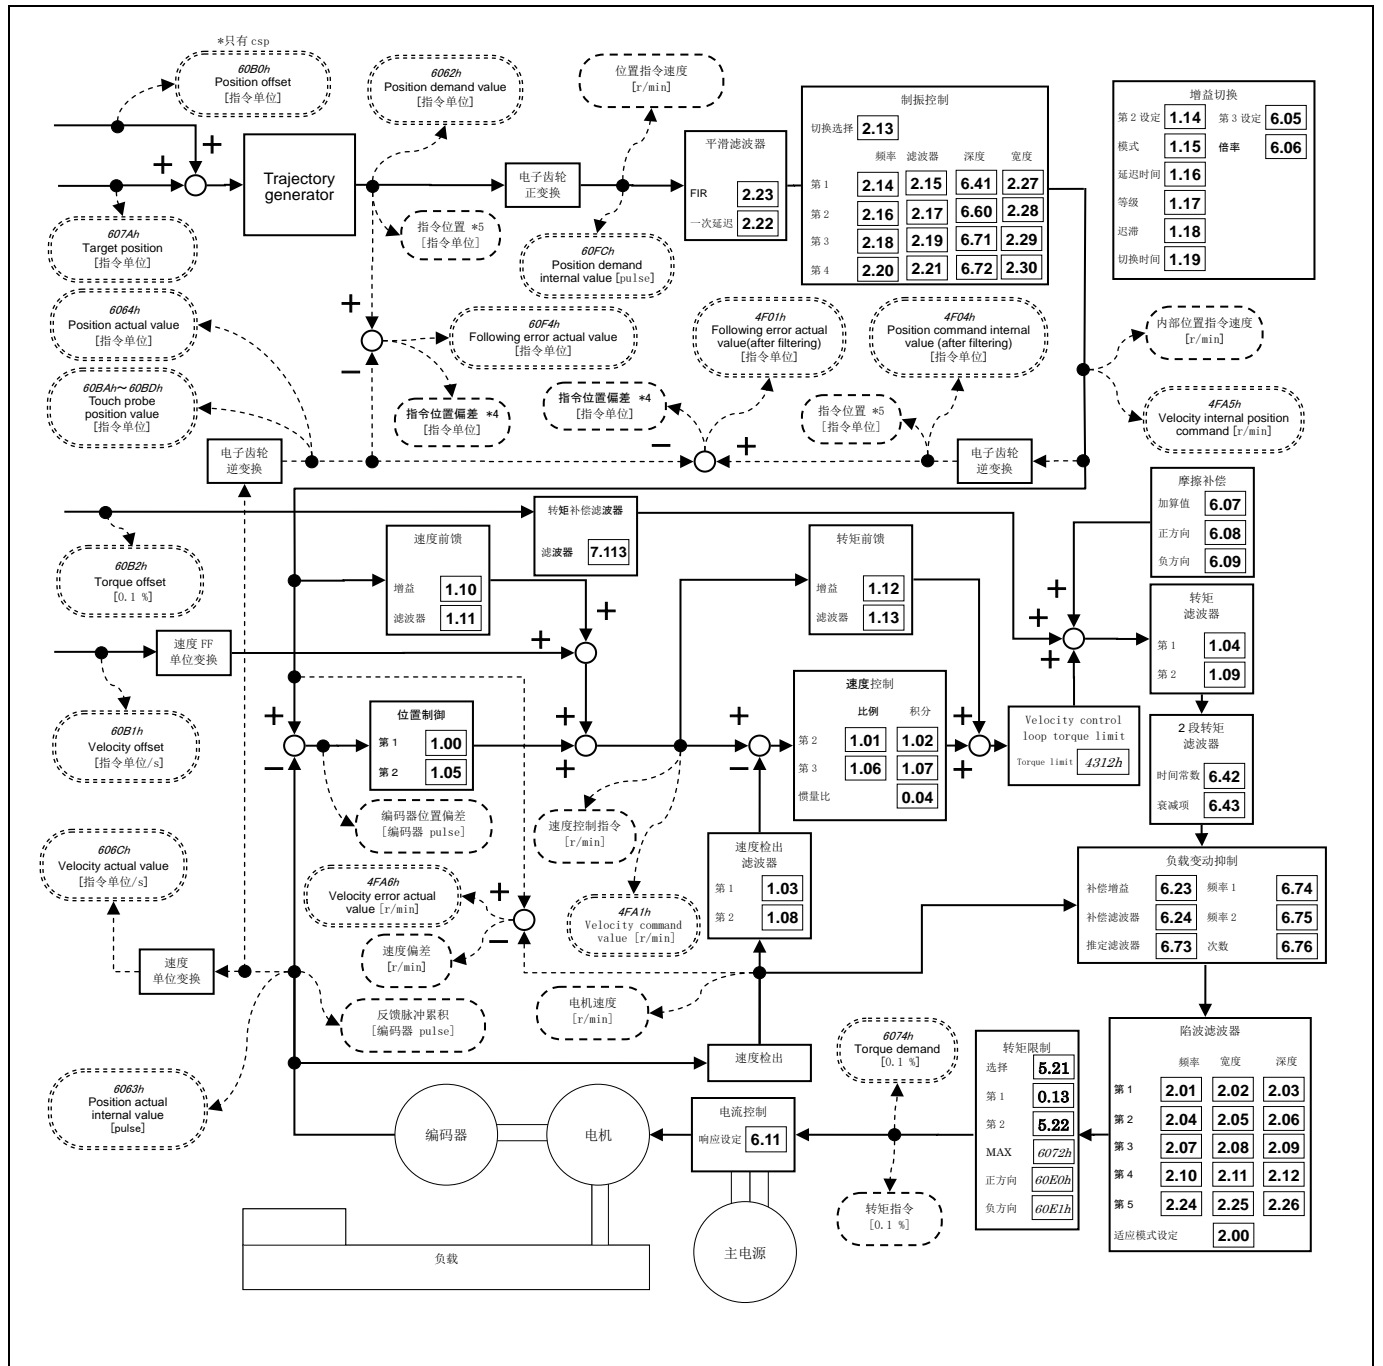 *只有 csp
60B0h
Position offset
[指令单位]
6062h
Position demand value
[指令单位]
位置指令速度
[r/min]
制振控制
切换选择 2.13
频率 滤波器 深度 宽度
第 1 2.14 2.15 6.41 2.27
第 2 2.16 2.17 6.60 2.28
第 3 2.18 2.19 6.71 2.29
第 4 2.20 2.21 6.72 2.30
增益切换
第 2 设定 1.14 第 3 设定 6.05
模式 1.15 倍率 6.06
延迟时间 1.16
等级 1.17
迟滞 1.18
切换时间 1.19
平滑滤波器
FIR 2.23
一次延迟 2.22
Trajectory
generator
电子齿轮
正变换
607Ah
Target position
[指令单位]
指令位置 *5
[指令单位]
60FCh
Position demand
internal value [pulse]
6064h
Position actual value
[指令单位]
60F4h
Following error actual value
[指令单位]
4F01h
Following error actual
value(after filtering)
[指令单位]
4F04h
Position command internal
value (after filtering)
[指令单位]
内部位置指令速度
[r/min]
60BAh～60BDh
Touch probe
position value
[指令单位]
指令位置偏差 *4
[指令单位]
指令位置偏差 *4
[指令单位]
指令位置 *5
[指令单位]
4FA5h
Velocity internal position
command [r/min]
电子齿轮
逆变换
电子齿轮
逆变换
转矩补偿滤波器
滤波器 7.113
摩擦补偿
加算值 6.07
正方向 6.08
负方向 6.09
60B2h
Torque offset
[0.1 %]
速度前馈
增益 1.10
滤波器 1.11
转矩前馈
增益 1.12
滤波器 1.13
转矩
滤波器
第 1 1.04
第 2 1.09
速度 FF
单位变换
60B1h
Velocity offset
[指令单位/s]
位置制御
第 1 1.00
第 2 1.05
速度控制
比例 积分
第 2 1.01 1.02
第 3 1.06 1.07
惯量比 0.04
Velocity control
loop torque limit
Torque limit 4312h
2 段转矩
滤波器
时间常数 6.42
衰减项 6.43
编码器位置偏差
[编码器 pulse]
速度控制指令
[r/min]
速度检出
滤波器
第 1 1.03
第 2 1.08
606Ch
Velocity actual value
[指令单位/s]
4FA6h
Velocity error actual
value [r/min]
4FA1h
Velocity command
value [r/min]
负载变动抑制
补偿增益 6.23 频率 1 6.74
补偿滤波器 6.24 频率 2 6.75
推定滤波器 6.73 次数 6.76
速度偏差
[r/min]
速度
单位变换
反馈脉冲累积
[编码器 pulse]
电机速度
[r/min]
速度检出
6074h
Torque demand
[0.1 %]
转矩限制
选择 5.21
第 1 0.13
第 2 5.22
MAX 6072h
正方向 60E0h
负方向 60E1h
陷波滤波器
频率 宽度 深度
第 1 2.01 2.02 2.03
第 2 2.04 2.05 2.06
第 3 2.07 2.08 2.09
第 4 2.10 2.11 2.12
第 5 2.24 2.25 2.26
适应模式设定 2.00
6063h
Position actual
internal value
[pulse]
编码器
电机
电流控制
响应设定 6.11
转矩指令
[0.1 %]
负载
主电源